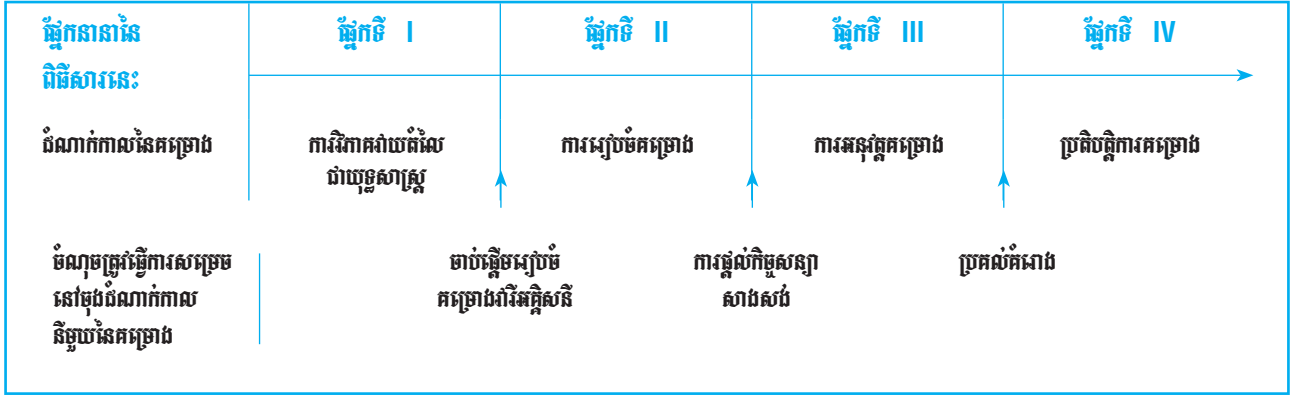 ផ្នែកនានានៃ
ពិធីសារនេះ
ផ្នែកទី I
ផ្នែកទី II
ផ្នែកទី III
ផ្នែកទី IV
ដំណាក់កាលនៃគម្រោង
ការវិភាគវាយតំលៃ
ជាយុទ្ធសាស្ត្រ
ការរៀបចំគម្រោង
ការអនុវត្តគម្រោង
ប្រតិបត្តិការគម្រោង
ចំណុចត្រូវធ្វើការសម្រេច
នៅចុងដំណាក់កាល
នីមួយនៃគម្រោង
ចាប់ផ្តើមរៀបចំ
គម្រោងវារីអគ្គិសនី
ការផ្តល់កិច្ចសន្យា
សាងសង់
ប្រគល់គំរោង